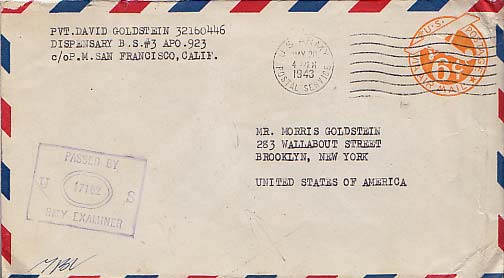 PVT.DAVID GOLDSTEIN 32160446
DISPENSARY B.S.#3 APO.923
c/oP.M.SAN FRANCISCO,CALIF.
U.S. ARMY
1943
POSTAL SERVICE
U.S. POSTAGE
6¢
VIA AIR MAIL
MR. MORRIS GOLDSTEIN
283 WALLABOUT STREET
BROOKLYN, NEW YORK
UNITED STATES OF AMERICA
PASSED BY
U S
ARMY EXAMINER